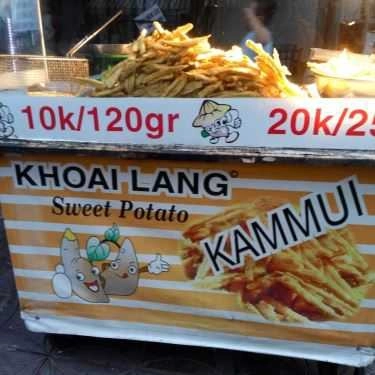 10k/120gr
20k/25
KHOAI LANG©
Sweet Potato
KAMMUI